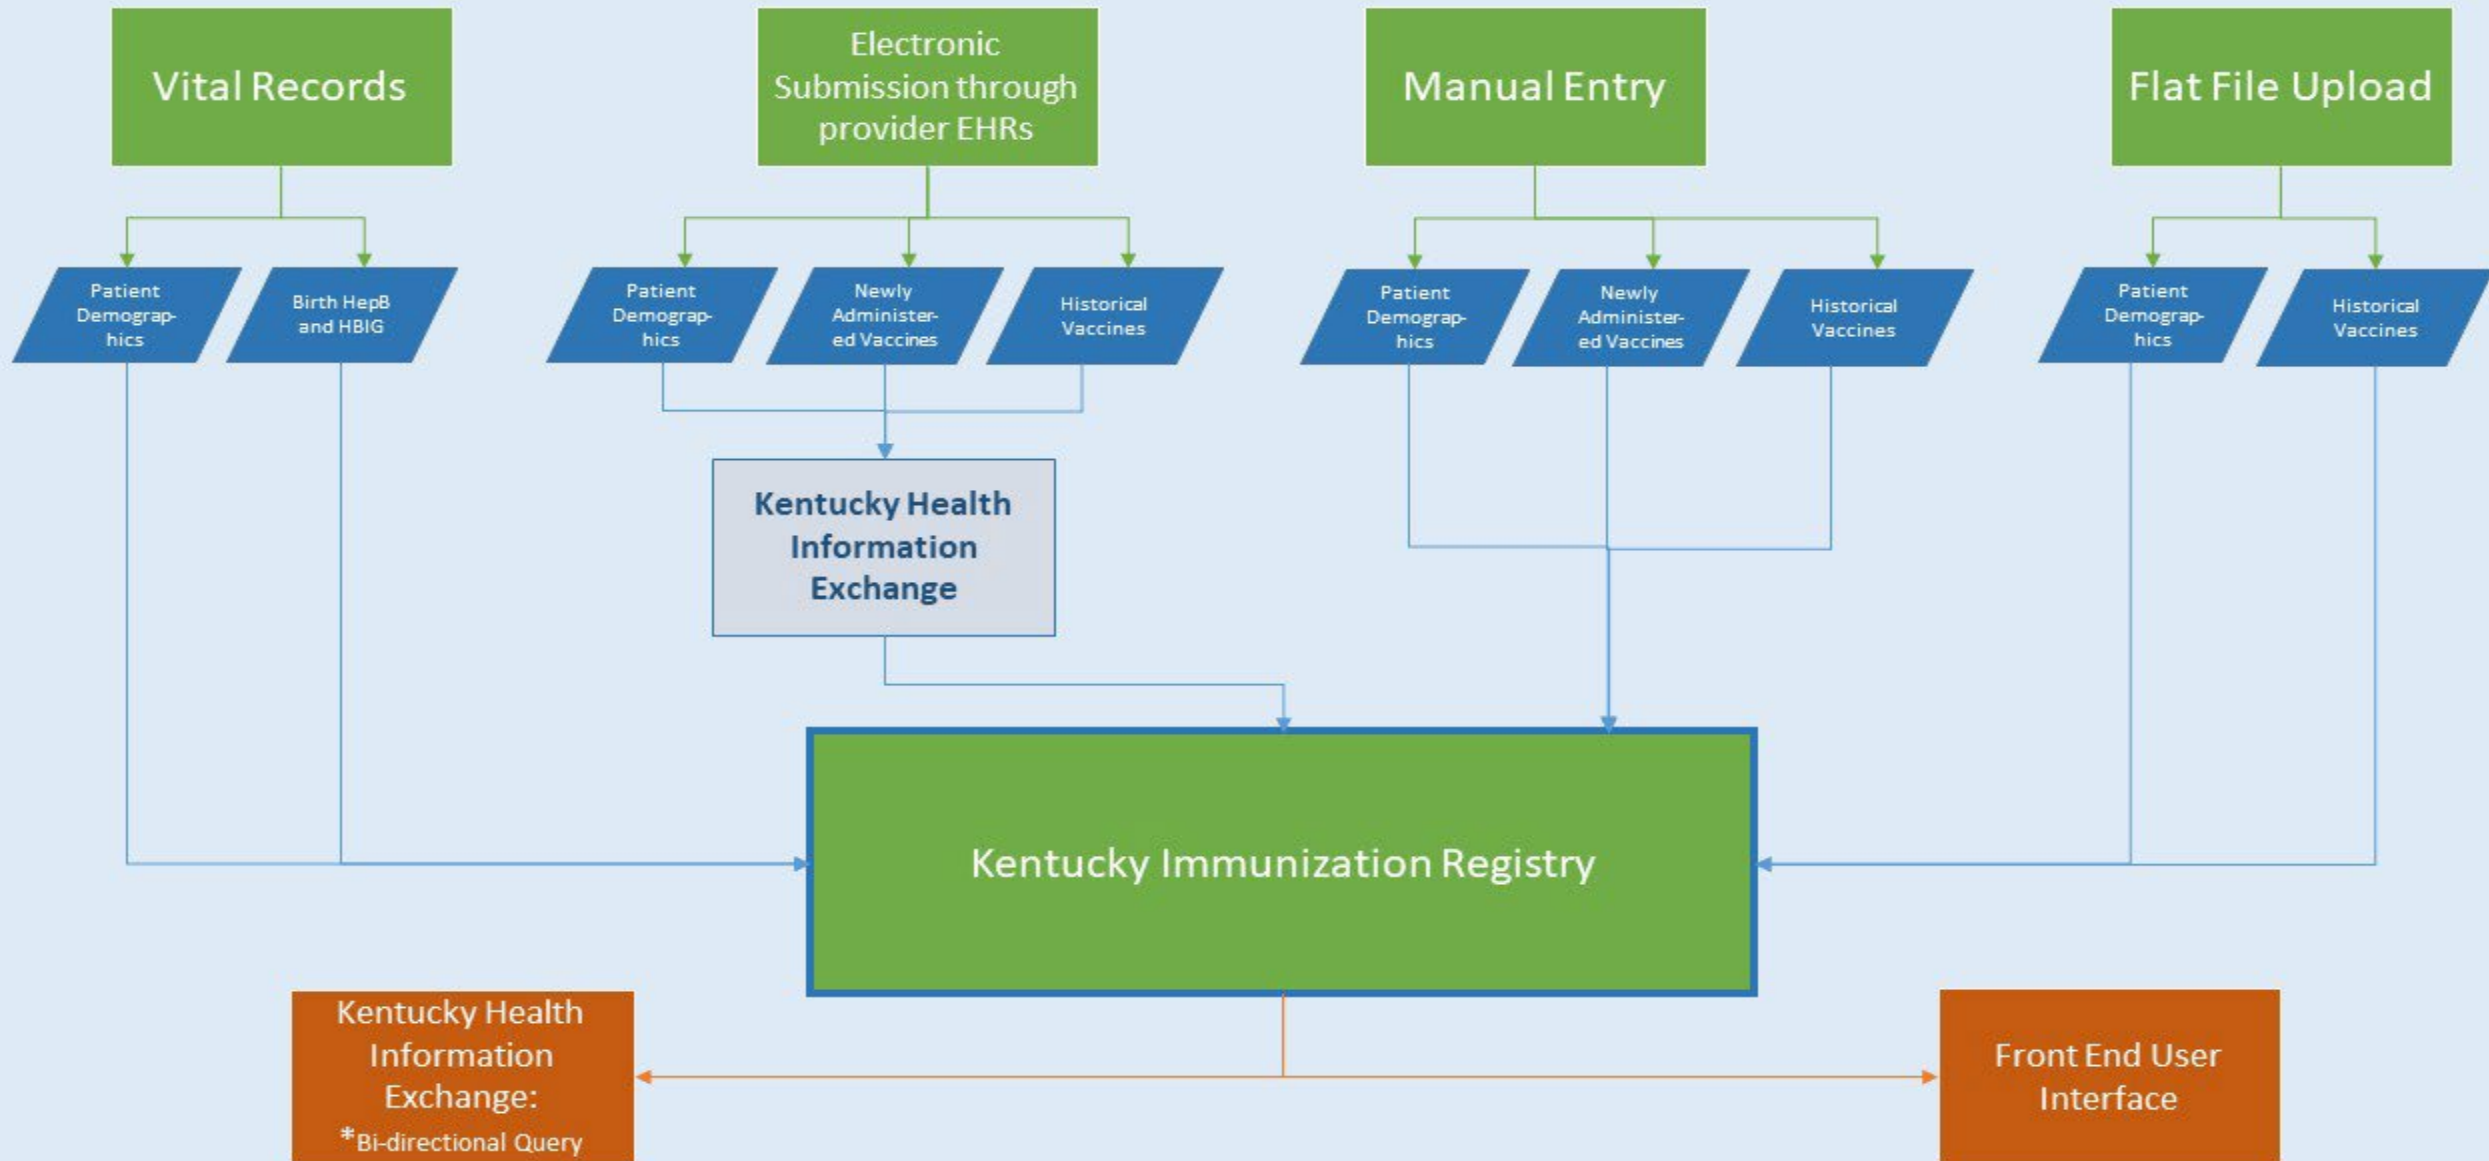 Vital Records
Electronic
Submission through
provider EHRs
Manual Entry
Flat File Upload
Patient
Demograp-
hics
Birth HepB
and HBIG
Patient
Demograp-
hics
Newly
Administer-
ed Vaccines
Historical
Vaccines
Patient
Demograp-
hics
Newly
Administer-
ed Vaccines
Historical
Vaccines
Patient
Demograp-
hics
Historical
Vaccines
Kentucky Health
Information
Exchange
Kentucky Immunization Registry
Kentucky Health
Information
Exchange:
*Bi-directional Query
Front End User
Interface